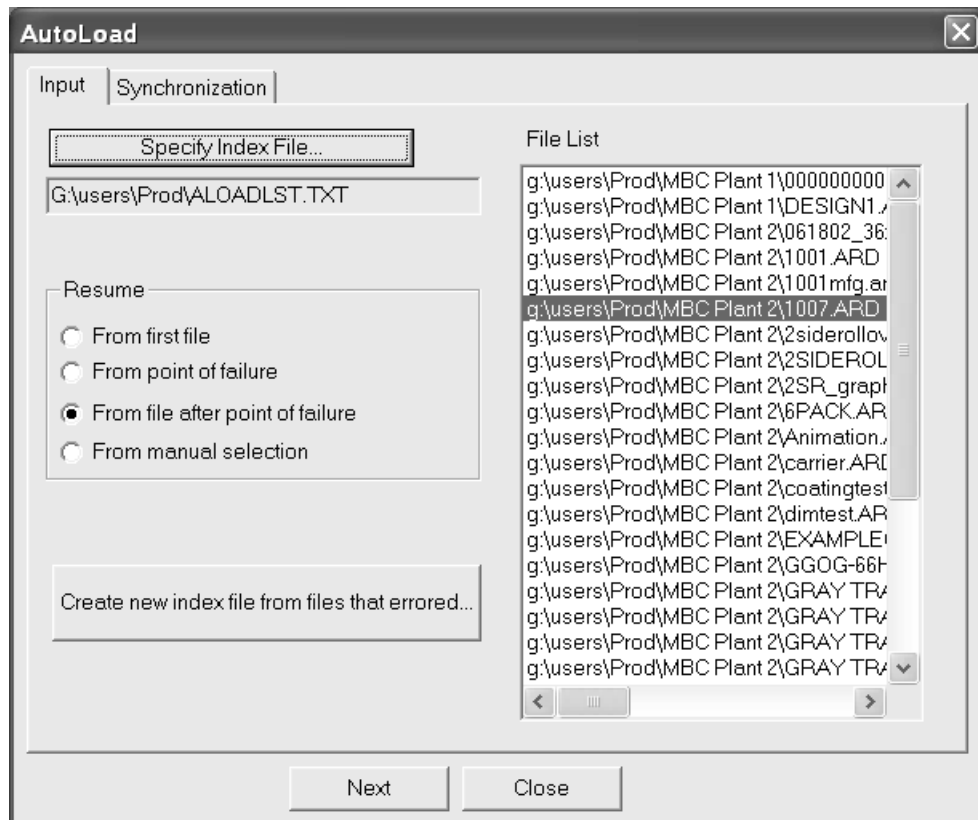 AutoLoad
Input
Synchronization
Specify Index File...
G:\users\Prod\ALOADLST.TXT
Resume
From first file
From point of failure
From file after point of failure
From manual selection
Create new index file from files that errored...
File List
g:\users\Prod\MBC Plant 1\000000000
g:\users\Prod\MBC Plant 1\DESIGN1.
g:\users\Prod\MBC Plant 2\061802_36
g:\users\Prod\MBC Plant 2\1001.ARD
g:\users\Prod\MBC Plant 2\1001mfg.ar
g:\users\Prod\MBC Plant 2\1007.ARD
g:\users\Prod\MBC Plant 2\2siderollov
g:\users\Prod\MBC Plant 2\2SIDEROL
g:\users\Prod\MBC Plant 2\2SR_grap
g:\users\Prod\MBC Plant 2\6PACK.AR
g:\users\Prod\MBC Plant 2\Animation.
g:\users\Prod\MBC Plant 2\carrier.ARD
g:\users\Prod\MBC Plant 2\coatingtest
g:\users\Prod\MBC Plant 2\dimtest.AR
g:\users\Prod\MBC Plant 2\EXAMPLE
g:\users\Prod\MBC Plant 2\GGOG-66H
g:\users\Prod\MBC Plant 2\GRAY TRA
g:\users\Prod\MBC Plant 2\GRAY TRA
g:\users\Prod\MBC Plant 2\GRAY TRA
g:\users\Prod\MBC Plant 2\GRAY TRA
Next
Close